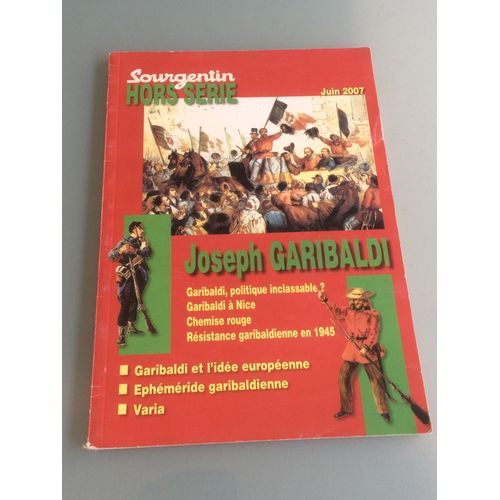 Sourgentin
HORS SERIE
Juin 2007
Joseph GARIBALDI
Garibaldi, politique inclassable ?
Garibaldi à Nice
Chemise rouge
Résistance garibaldienne en 1945
Garibaldi et l'idée européenne
Ephéméride garibaldienne
Varia